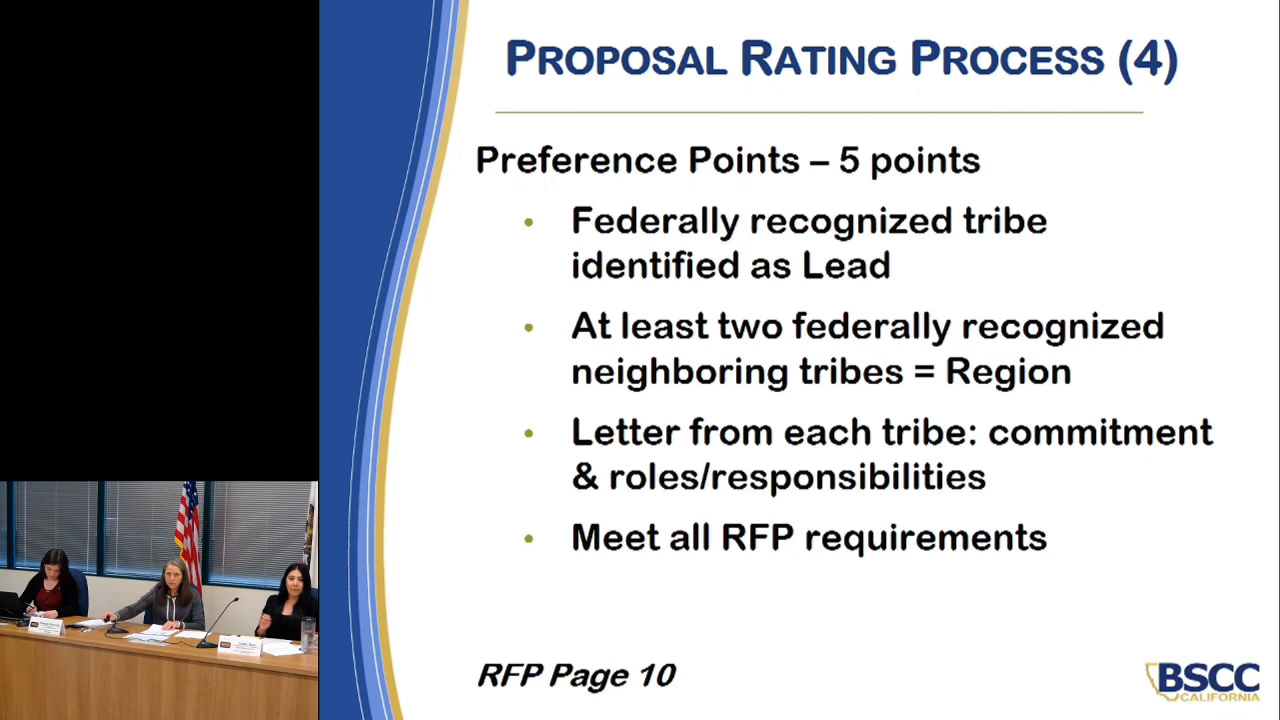 PROPOSAL RATING PROCESS (4)
Preference Points – 5 points
• Federally recognized tribe
identified as Lead
• At least two federally recognized
neighboring tribes = Region
• Letter from each tribe: commitment
& roles/responsibilities
• Meet all RFP requirements
RFP Page 10
BSCC
CALIFORNIA